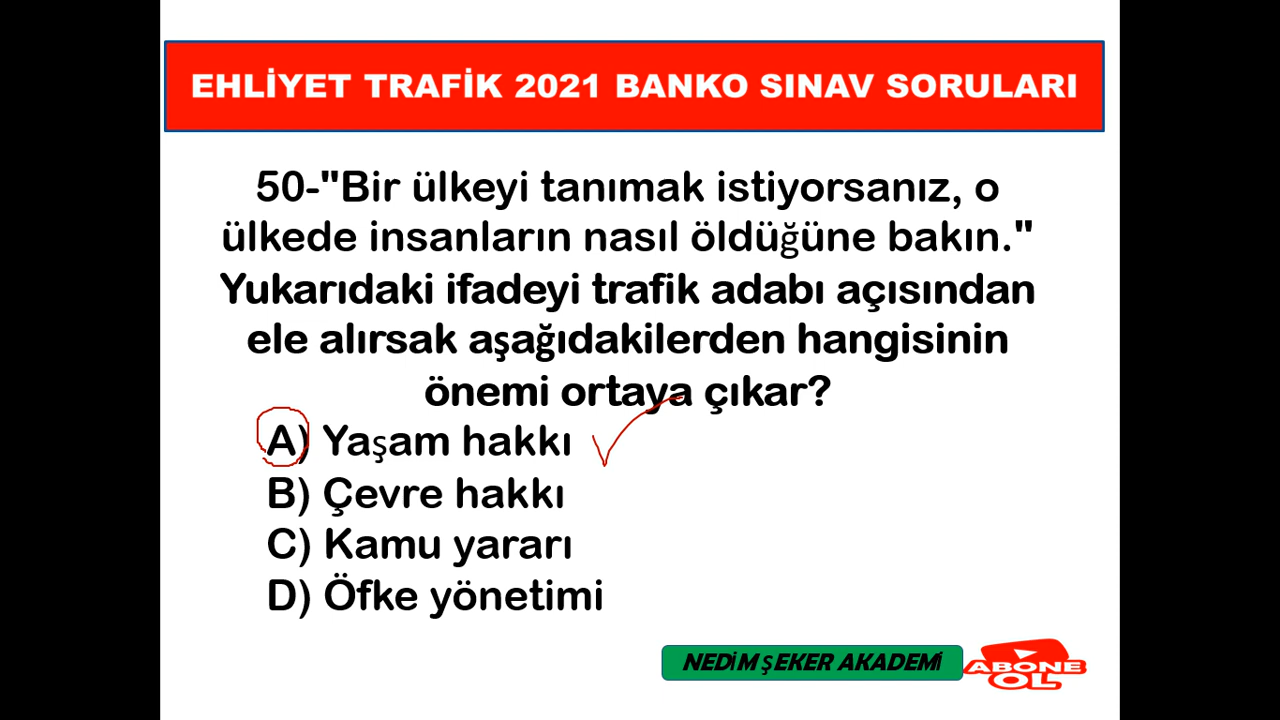 EHLİYET TRAFİK 2021 BANKO SINAV SORULARI
50-"Bir ülkeyi tanımak istiyorsanız, o
ülkede insanların nasıl öldüğüne bakın."
Yukarıdaki ifadeyi trafik adabı açısından
ele alırsak aşağıdakilerden hangisinin
önemi ortaya çıkar?
A) Yaşam hakkı
B) Çevre hakkı
C) Kamu yararı
D) Öfke yönetimi
NEDİM ŞEKER AKADEMİ
ABONE
OL